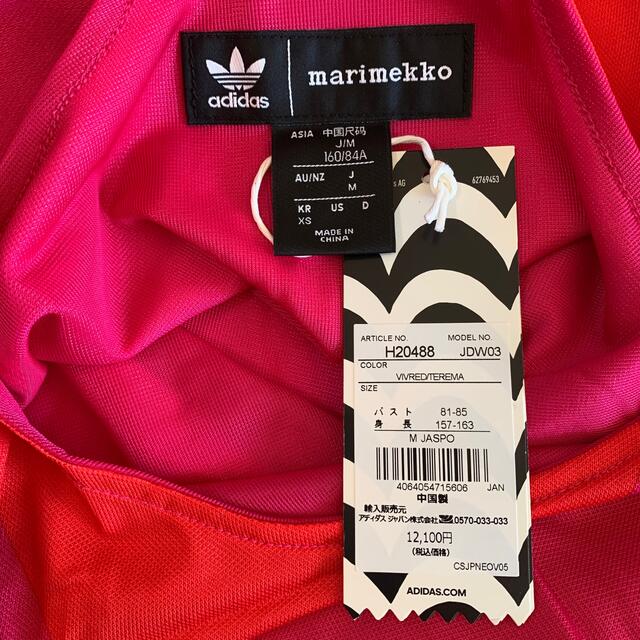 adidas
marimekko
ASIA 中国尺码
J/M
160/84A
AU/NZ J
M
KR US D
XS
MADE IN
CHINA
s AG 62769453
ARTICLE NO. MODEL NO.
H20488 JDW03
COLOR
VIVRED/TEREMA
SIZE
バスト 81-85
身長 157-163
M JASPO
4064054715606 JAN
中国製
輸入販売元
アディダス ジャパン株式会社 0570-033-033
12,100円
(税込価格)
CSJPNEOV05
ADIDAS.COM